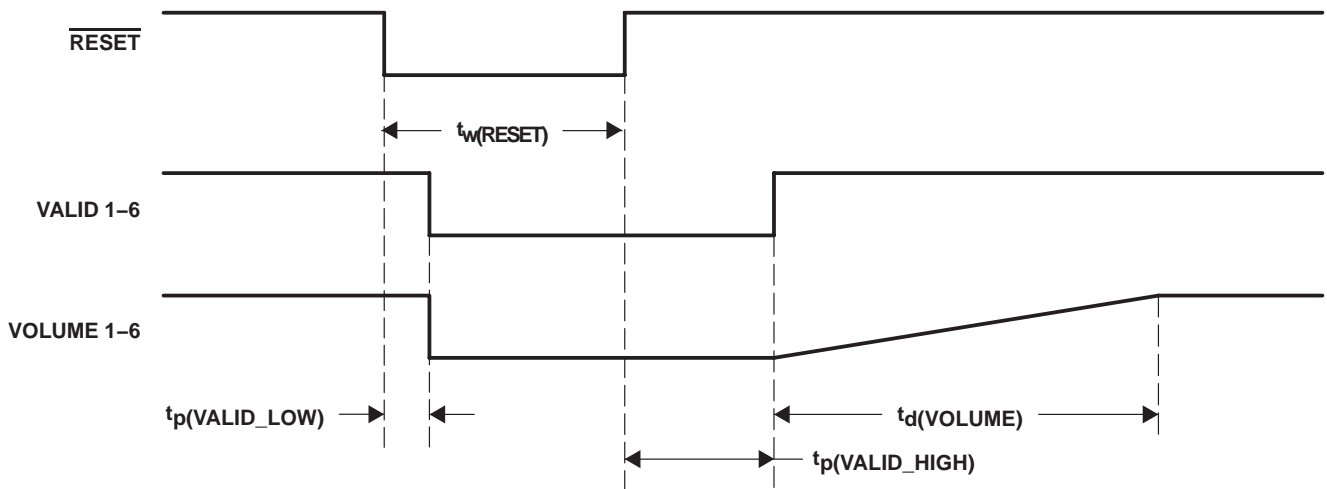 RESET
tw(RESET)
VALID 1–6
VOLUME 1–6
tp(VALID_LOW)
td(VOLUME)
tp(VALID_HIGH)